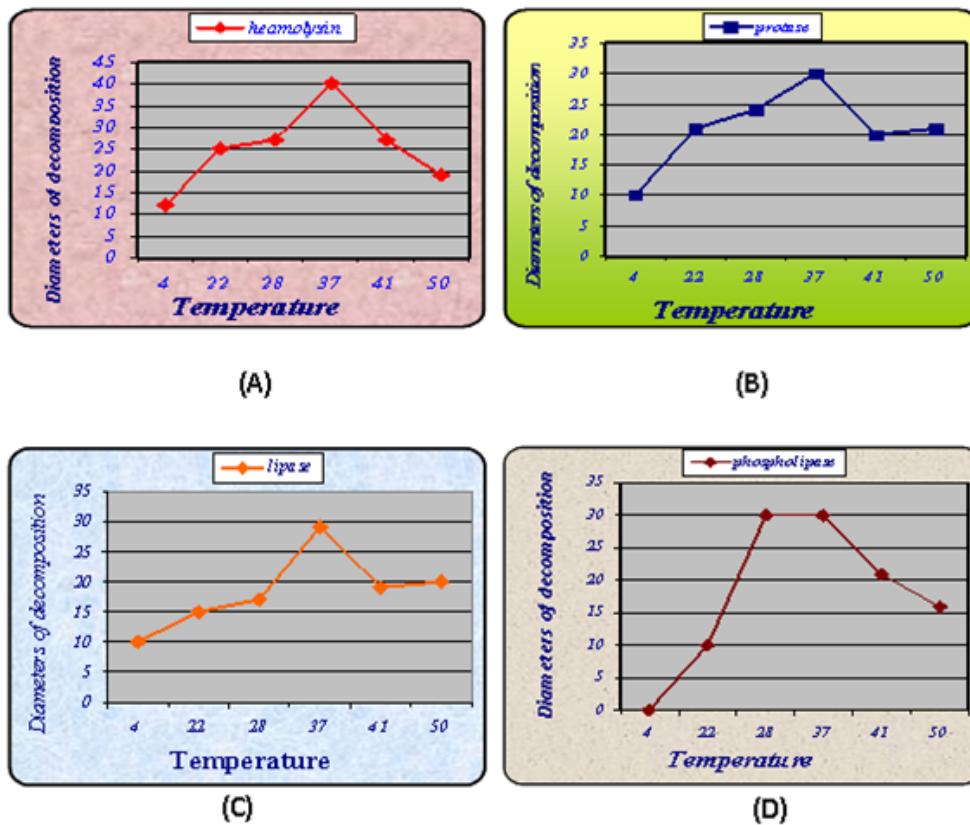 heamolysin
Diameters of decomposition
45
40
35
30
25
20
15
10
5
0
4 22 28 37 41 50
Temperature
(A)
protase
Diameters of decomposition
35
30
25
20
15
10
5
0
4 22 28 37 41 50
Temperature
(B)
lipase
Diameters of decomposition
35
30
25
20
15
10
5
0
4 22 28 37 41 50
Temperature
(C)
phospholipase
Diameters of decomposition
35
30
25
20
15
10
5
0
4 22 28 37 41 50
Temperature
(D)